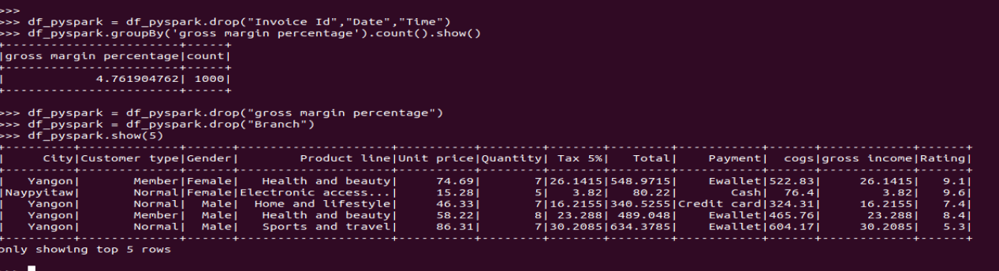 >>>
>>> df_pyspark = df_pyspark.drop("Invoice Id","Date","Time")
>>> df_pyspark.groupBy('gross margin percentage').count().show()
+-----------------------+-----+
|gross margin percentage|count|
+-----------------------+-----+
|            4.761904762| 1000|
+-----------------------+-----+

>>> df_pyspark = df_pyspark.drop("gross margin percentage")
>>> df_pyspark = df_pyspark.drop("Branch")
>>> df_pyspark.show(5)
+---------+-------------+------+--------------------+----------+--------+-------+--------+-----------+------+------------+------+
|     City|Customer type|Gender|        Product line|Unit price|Quantity| Tax 5%|   Total|    Payment|  cogs|gross income|Rating|
+---------+-------------+------+--------------------+----------+--------+-------+--------+-----------+------+------------+------+
|   Yangon|       Member|Female|   Health and beauty|     74.69|       7|26.1415|548.9715|    Ewallet|522.83|     26.1415|   9.1|
|Naypyitaw|       Normal|Female|Electronic access...|     15.28|       5|   3.82|   80.22|       Cash|  76.4|        3.82|   9.6|
|   Yangon|       Normal|  Male|  Home and lifestyle|     46.33|       7|16.2155|340.5255|Credit card|324.31|     16.2155|   7.4|
|   Yangon|       Member|  Male|   Health and beauty|     58.22|       8| 23.288| 489.048|    Ewallet|465.76|      23.288|   8.4|
|   Yangon|       Normal|  Male|   Sports and travel|     86.31|       7|30.2085|634.3785|    Ewallet|604.17|     30.2085|   5.3|
+---------+-------------+------+--------------------+----------+--------+-------+--------+-----------+------+------------+------+
only showing top 5 rows

>>>